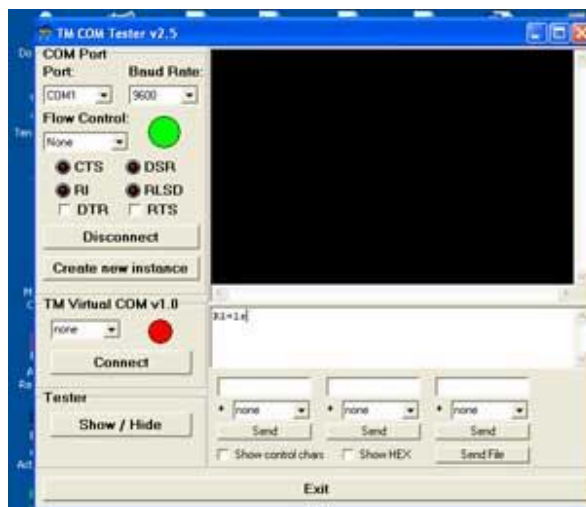 TM COM Tester v2.5
COM Port
Port: Baud Rate:
COM1 9600
Flow Control:
None
CTS DSR
RI RLSD
DTR RTS
Disconnect
Create new instance
TM Virtual COM v1.0
none
Connect
Tester
Show / Hide
+ none + none + none
Send Send Send
Show control chars Show HEX Send File
Exit